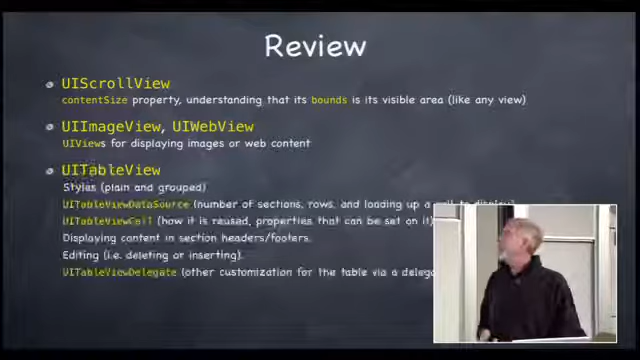 Review
UIScrollView
contentSize property, understanding that its bounds is its visible area (like any view)
UIImageView, UIWebView
UIViews for displaying images or web content
UITableView
Styles (plain and grouped)
UITableViewDataSource (number of sections, rows, and loading up a cell to display)
UITableViewCell (how it is reused, properties that can be set on it)
Displaying content in section headers/footers.
Editing (i.e. deleting or inserting).
UITableViewDelegate (other customization for the table via a delega